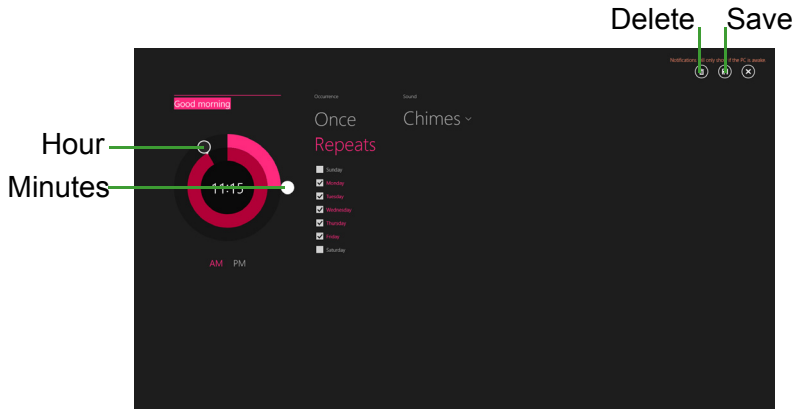 Delete Save
Notifications will only show if the PC is awake.
Good morning
Occurrence
Sound
Once
Chimes
Repeats
Hour
Sunday
Monday
Minutes
11:15
Tuesday
Wednesday
Thursday
Friday
Saturday
AM PM